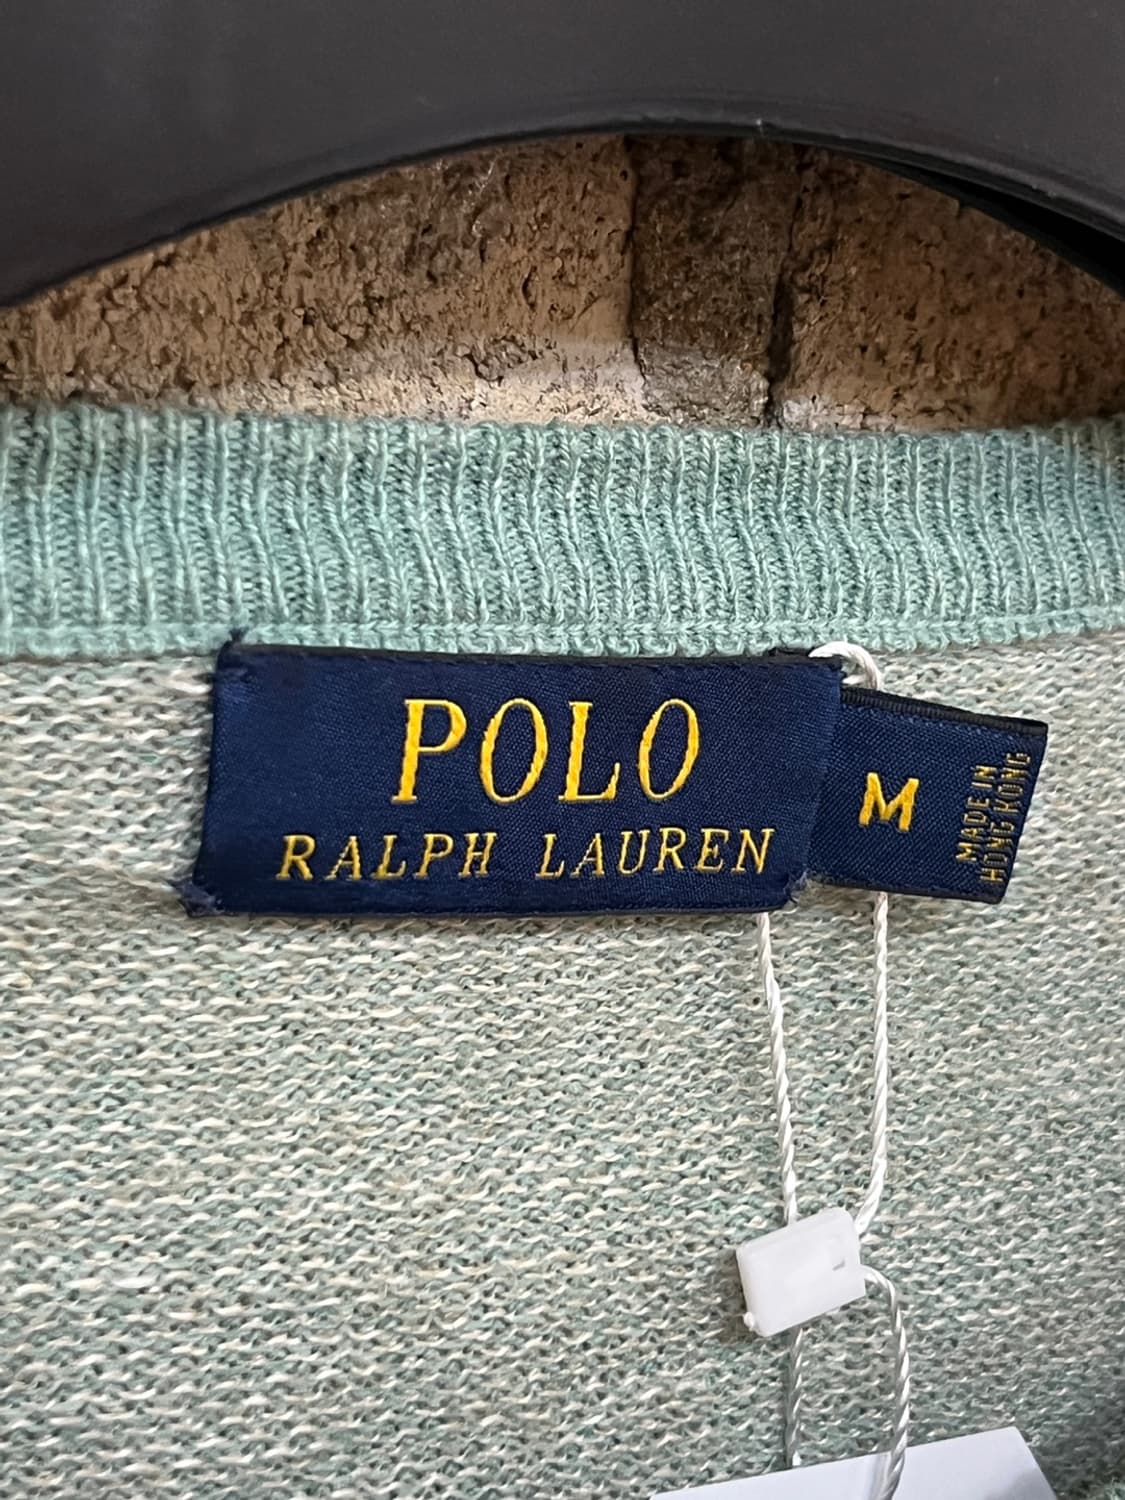 POLO
RALPH LAUREN
M
MADE IN
HONG KONG